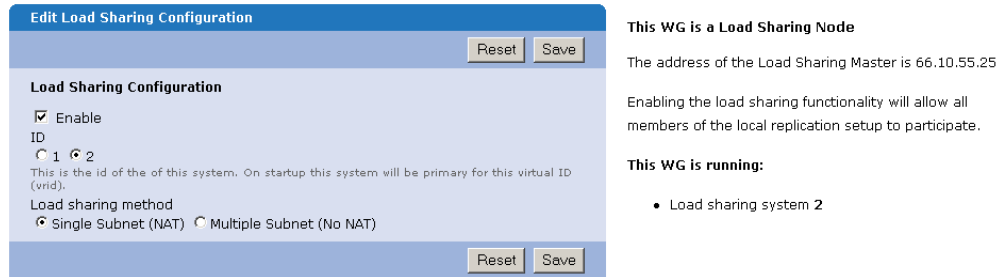 Edit Load Sharing Configuration
Reset Save
Load Sharing Configuration
Enable
ID
1 2
This is the id of the of this system. On startup this system will be primary for this virtual ID
(vrid).
Load sharing method
Single Subnet (NAT) Multiple Subnet (No NAT)
Reset Save
This WG is a Load Sharing Node
The address of the Load Sharing Master is 66.10.55.25
Enabling the load sharing functionality will allow all
members of the local replication setup to participate.
This WG is running:
• Load sharing system 2